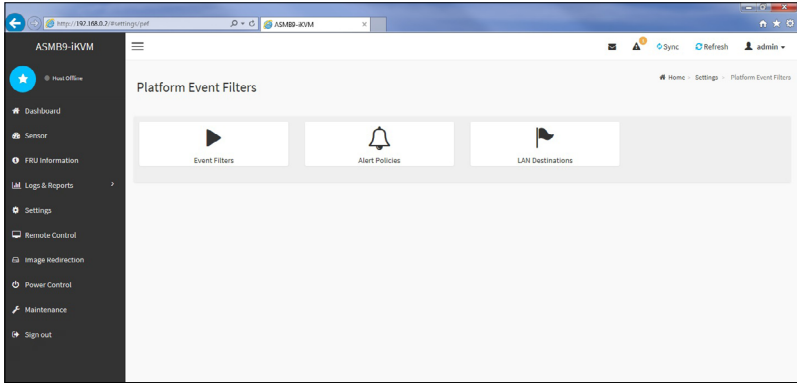 http://192.168.0.2/#settings/pef
ASMB9-iKVM
ASMB9-iKVM
Sync
Refresh
admin
Host Offline
Home
Settings
Platform Event Filters
Platform Event Filters
Dashboard
Sensor
FRU Information
Logs & Reports
Settings
Remote Control
Image Redirection
Power Control
Maintenance
Sign out
Event Filters
Alert Policies
LAN Destinations